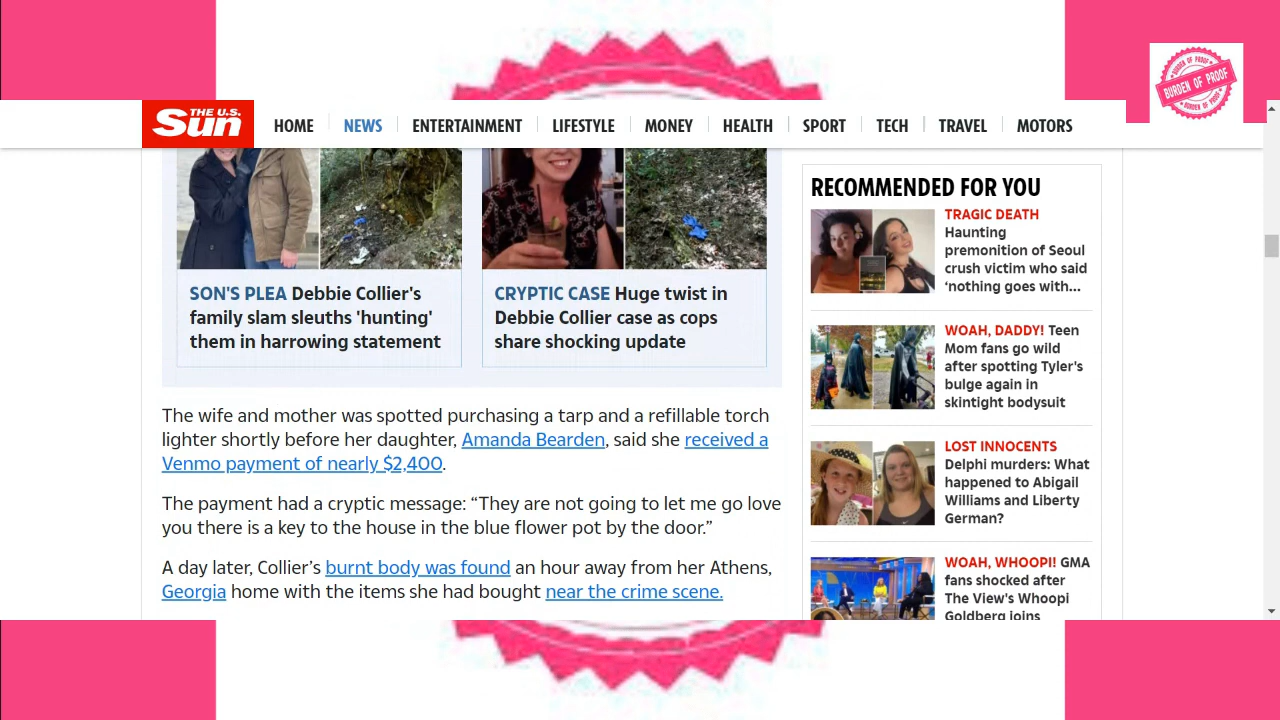 BURDEN OF PROOF
BURDEN OF PROOF
BURDEN OF PROOF
THE U.S.
Sun
HOME
NEWS
ENTERTAINMENT
LIFESTYLE
MONEY
HEALTH
SPORT
TECH
TRAVEL
MOTORS
SON'S PLEA Debbie Collier's
family slam sleuths 'hunting'
them in harrowing statement
CRYPTIC CASE Huge twist in
Debbie Collier case as cops
share shocking update
The wife and mother was spotted purchasing a tarp and a refillable torch
lighter shortly before her daughter, Amanda Bearden, said she received a
Venmo payment of nearly $2,400.
The payment had a cryptic message: “They are not going to let me go love
you there is a key to the house in the blue flower pot by the door.”
A day later, Collier’s burnt body was found an hour away from her Athens,
Georgia home with the items she had bought near the crime scene.
RECOMMENDED FOR YOU
TRAGIC DEATH
Haunting
premonition of Seoul
crush victim who said
‘nothing goes with...
WOAH, DADDY! Teen
Mom fans go wild
after spotting Tyler's
bulge again in
skintight bodysuit
LOST INNOCENTS
Delphi murders: What
happened to Abigail
Williams and Liberty
German?
WOAH, WHOOPI! GMA
fans shocked after
The View's Whoopi
Goldberg joins